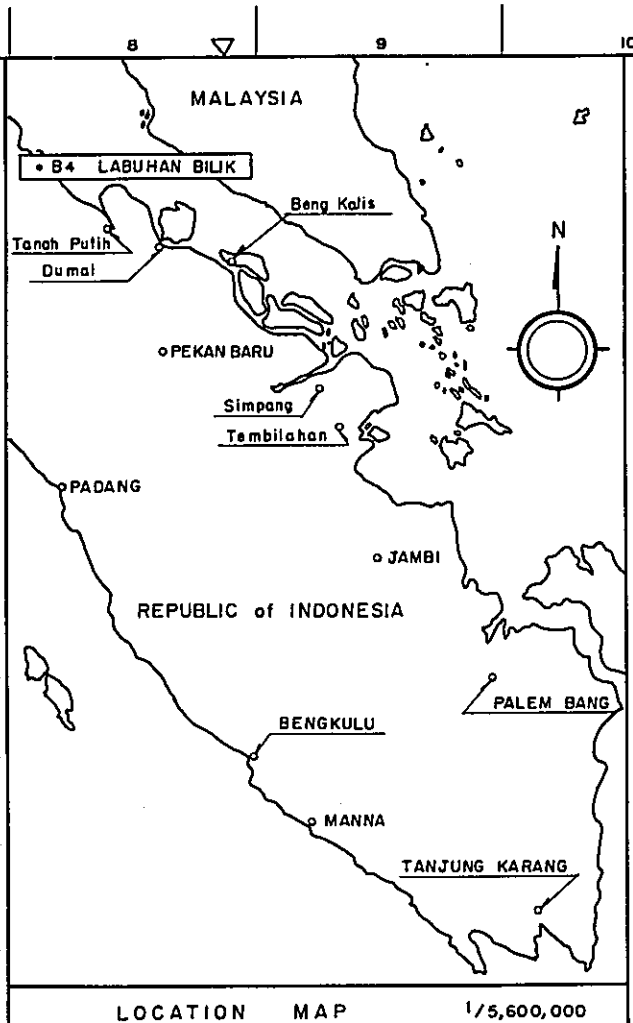 8 9 10
MALAYSIA
• B4 LABUHAN BILIK
Beng Kalis
Tanah Putih
Dumai
N
PEKAN BARU
Simpang
Tembilahan
PADANG
JAMBI
REPUBLIC of INDONESIA
PALEM BANG
BENGKULU
MANNA
TANJUNG KARANG
LOCATION MAP 1/5,600,000